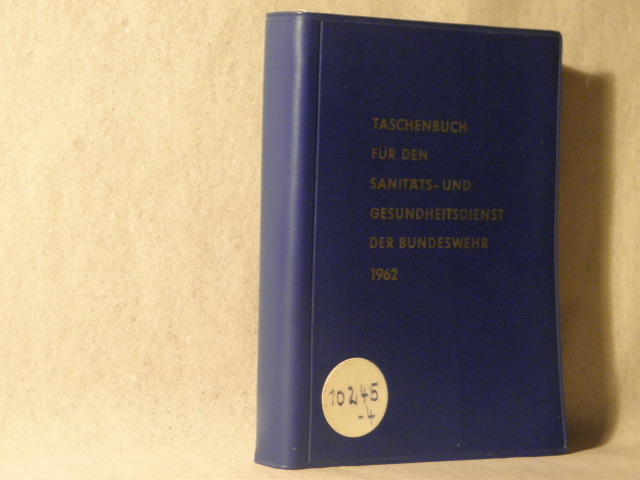 TASCHENBUCH
FÜR DEN
SANITÄTS- UND
GESUNDHEITSDIENST
DER BUNDESWEHR
1962
10245
-4